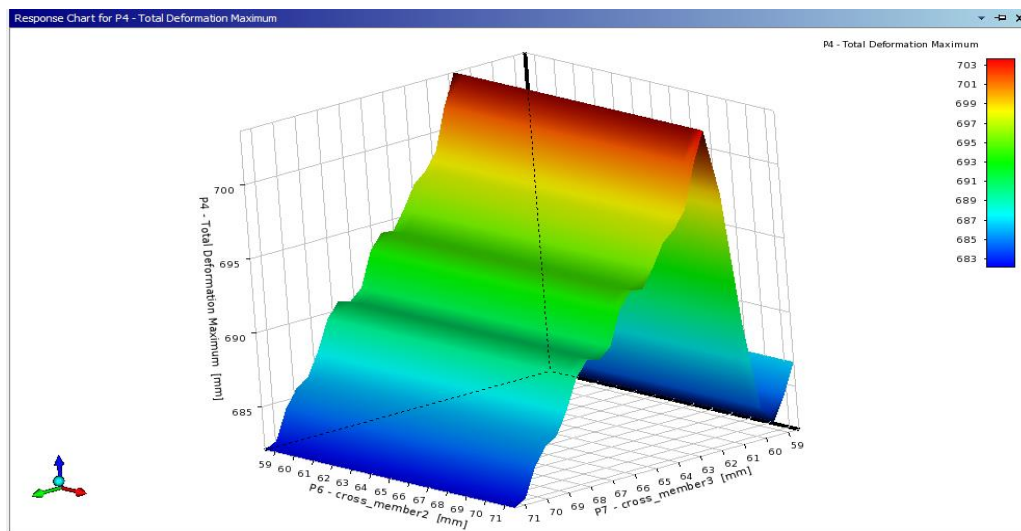 Response Chart for P4 - Total Deformation Maximum
P4 - Total Deformation Maximum
703
701
699
697
695
693
691
689
687
685
683
P4 - Total Deformation Maximum [mm]
700
695
690
685
59 60 61 62 63 64 65 66 67 68 69 70 71
P6 - cross_member2 [mm]
71 70 69 68 67 66 65 64 63 62 61 60 59
P7 - cross_member3 [mm]